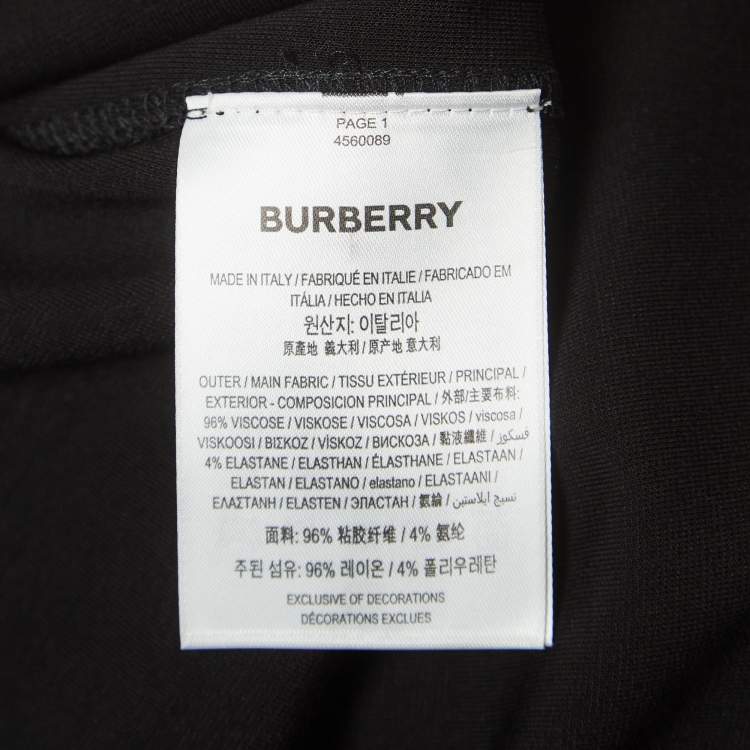 PAGE 1
4560089
BURBERRY
MADE IN ITALY / FABRIQUÉ EN ITALIE / FABRICADO EM
ITÁLIA / HECHO EN ITALIA
원산지: 이탈리아
原產地 義大利 / 原产地 意大利
OUTER / MAIN FABRIC / TISSU EXTÉRIEUR / PRINCIPAL /
EXTERIOR - COMPOSICION PRINCIPAL / 外部/主要布料:
96% VISCOSE / VISKOSE / VISCOSA / VISKOS / viscosa /
VISKOOSI / ΒΙΣΚΟΖ / VİSKOZ / ВИСКОЗА / 黏液纖維 / فسكوز
4% ELASTANE / ELASTHAN / ÉLASTHANE / ELASTAAN /
ELASTAN / ELASTANO / elastano / ELASTAANI /
ΕΛΑΣΤΑΝΗ / ELASTEN / ЭЛАСТАН / 氨綸 / نسيج ايلاستين
面料: 96% 粘胶纤维 / 4% 氨纶
주된 섬유: 96% 레이온 / 4% 폴리우레탄
EXCLUSIVE OF DECORATIONS
DÉCORATIONS EXCLUES